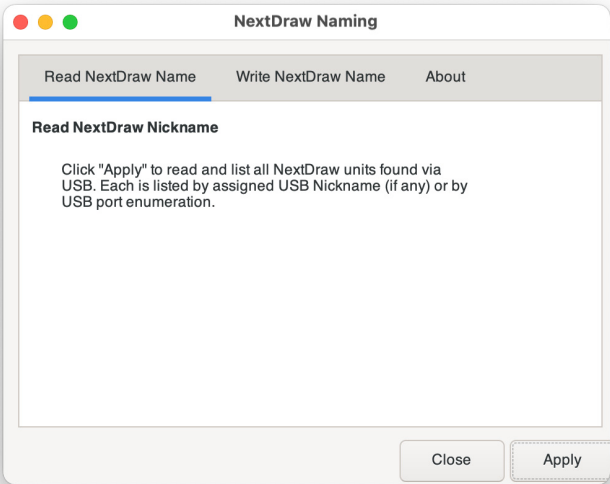 NextDraw Naming
Read NextDraw Name Write NextDraw Name About
Read NextDraw Nickname
Click "Apply" to read and list all NextDraw units found via
USB. Each is listed by assigned USB Nickname (if any) or by
USB port enumeration.
Close Apply